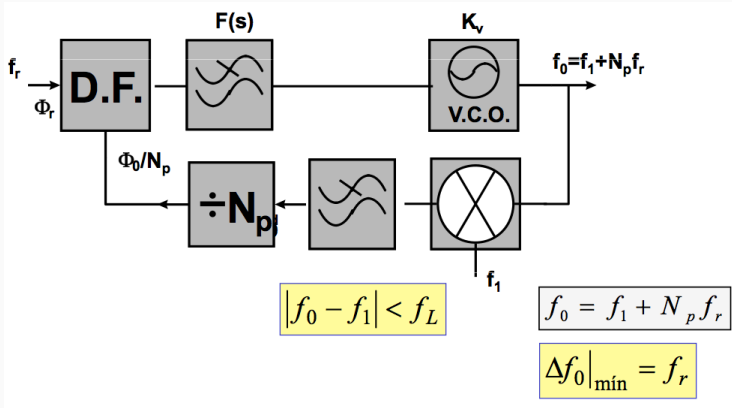 F(s)
K_v
f_r
D.F.
V.C.O.
f_0=f_1+N_pf_r
Φ_r
Φ_0/N_p
÷N_p
f_1
|f_0 − f_1| < f_L
f_0 = f_1 + N_p f_r
Δf_0|_mín = f_r